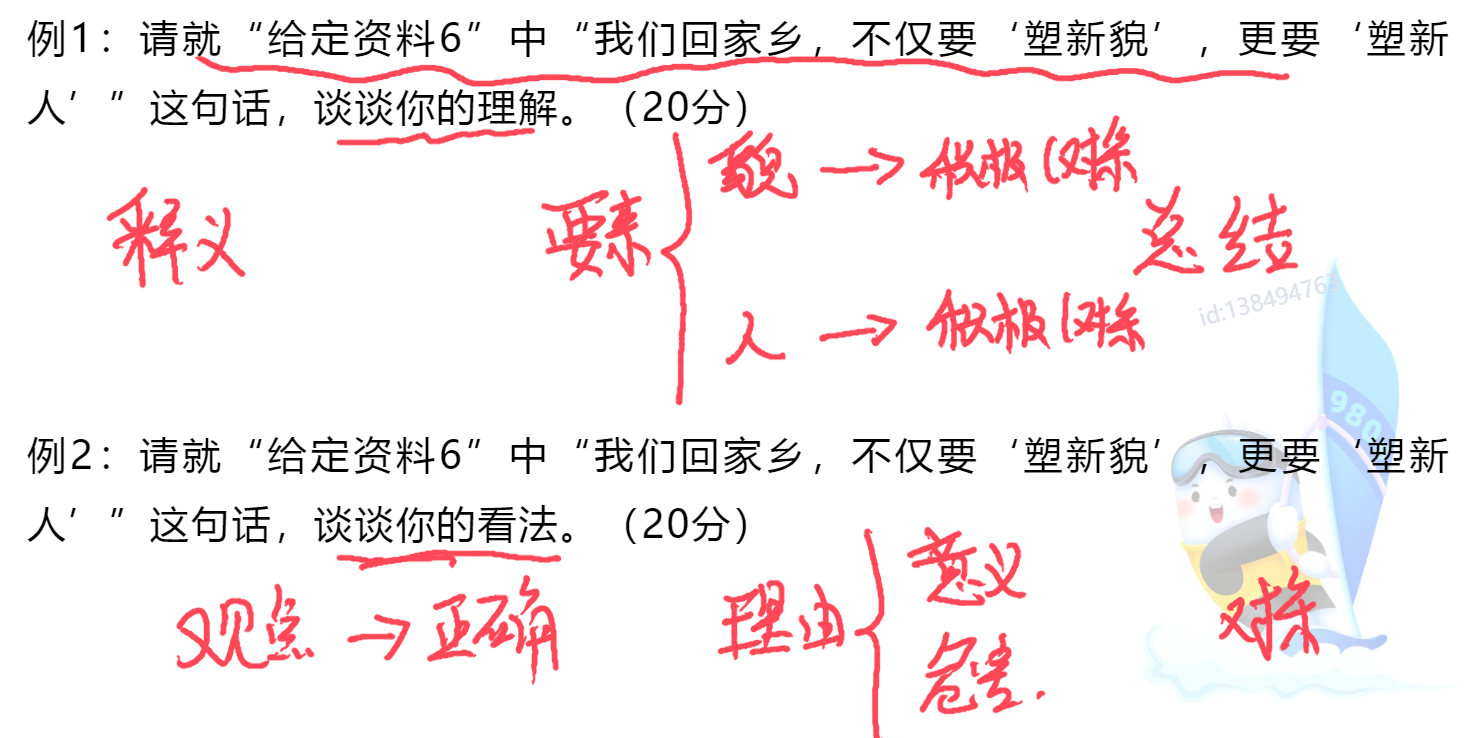 例1：请就“给定资料6”中“我们回家乡，不仅要‘塑新貌’，更要‘塑新
人’”这句话，谈谈你的理解。（20分）
貌 → 积极 对策
释义 要素 总结
id:13849476
人 → 积极 对策
例2：请就“给定资料6”中“我们回家乡，不仅要‘塑新貌’，更要‘塑新
980
人’”这句话，谈谈你的看法。（20分）
意义
观点 → 正确 理由 对策
危害.